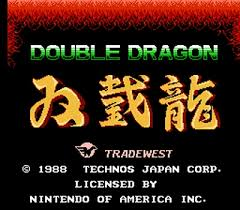 DOUBLE DRAGON
双截龍
TRADEWEST
© 1988 TECHNOS JAPAN CORP.
LICENSED BY
NINTENDO OF AMERICA INC.